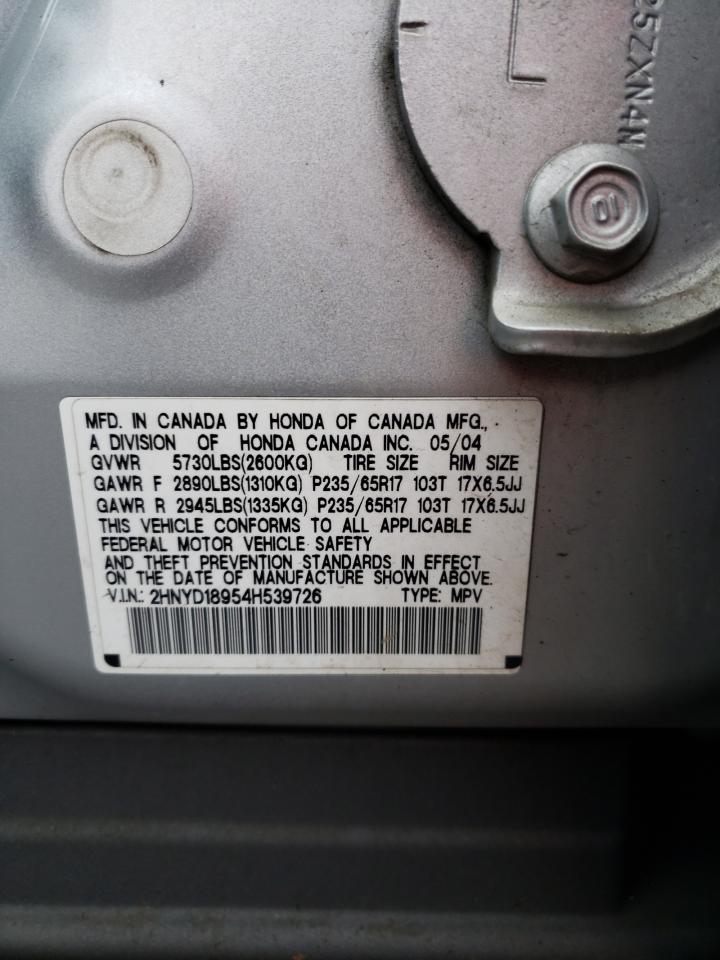 25ZX1N4N
10
MFD. IN CANADA BY HONDA OF CANADA MFG.,
A DIVISION OF HONDA CANADA INC. 05/04
GVWR 5730LBS(2600KG) TIRE SIZE RIM SIZE
GAWR F 2890LBS(1310KG) P235/65R17 103T 17X6.5JJ
GAWR R 2945LBS(1335KG) P235/65R17 103T 17X6.5JJ
THIS VEHICLE CONFORMS TO ALL APPLICABLE
FEDERAL MOTOR VEHICLE SAFETY
AND THEFT PREVENTION STANDARDS IN EFFECT
ON THE DATE OF MANUFACTURE SHOWN ABOVE.
V.I.N.: 2HNYD18954H539726 TYPE: MPV